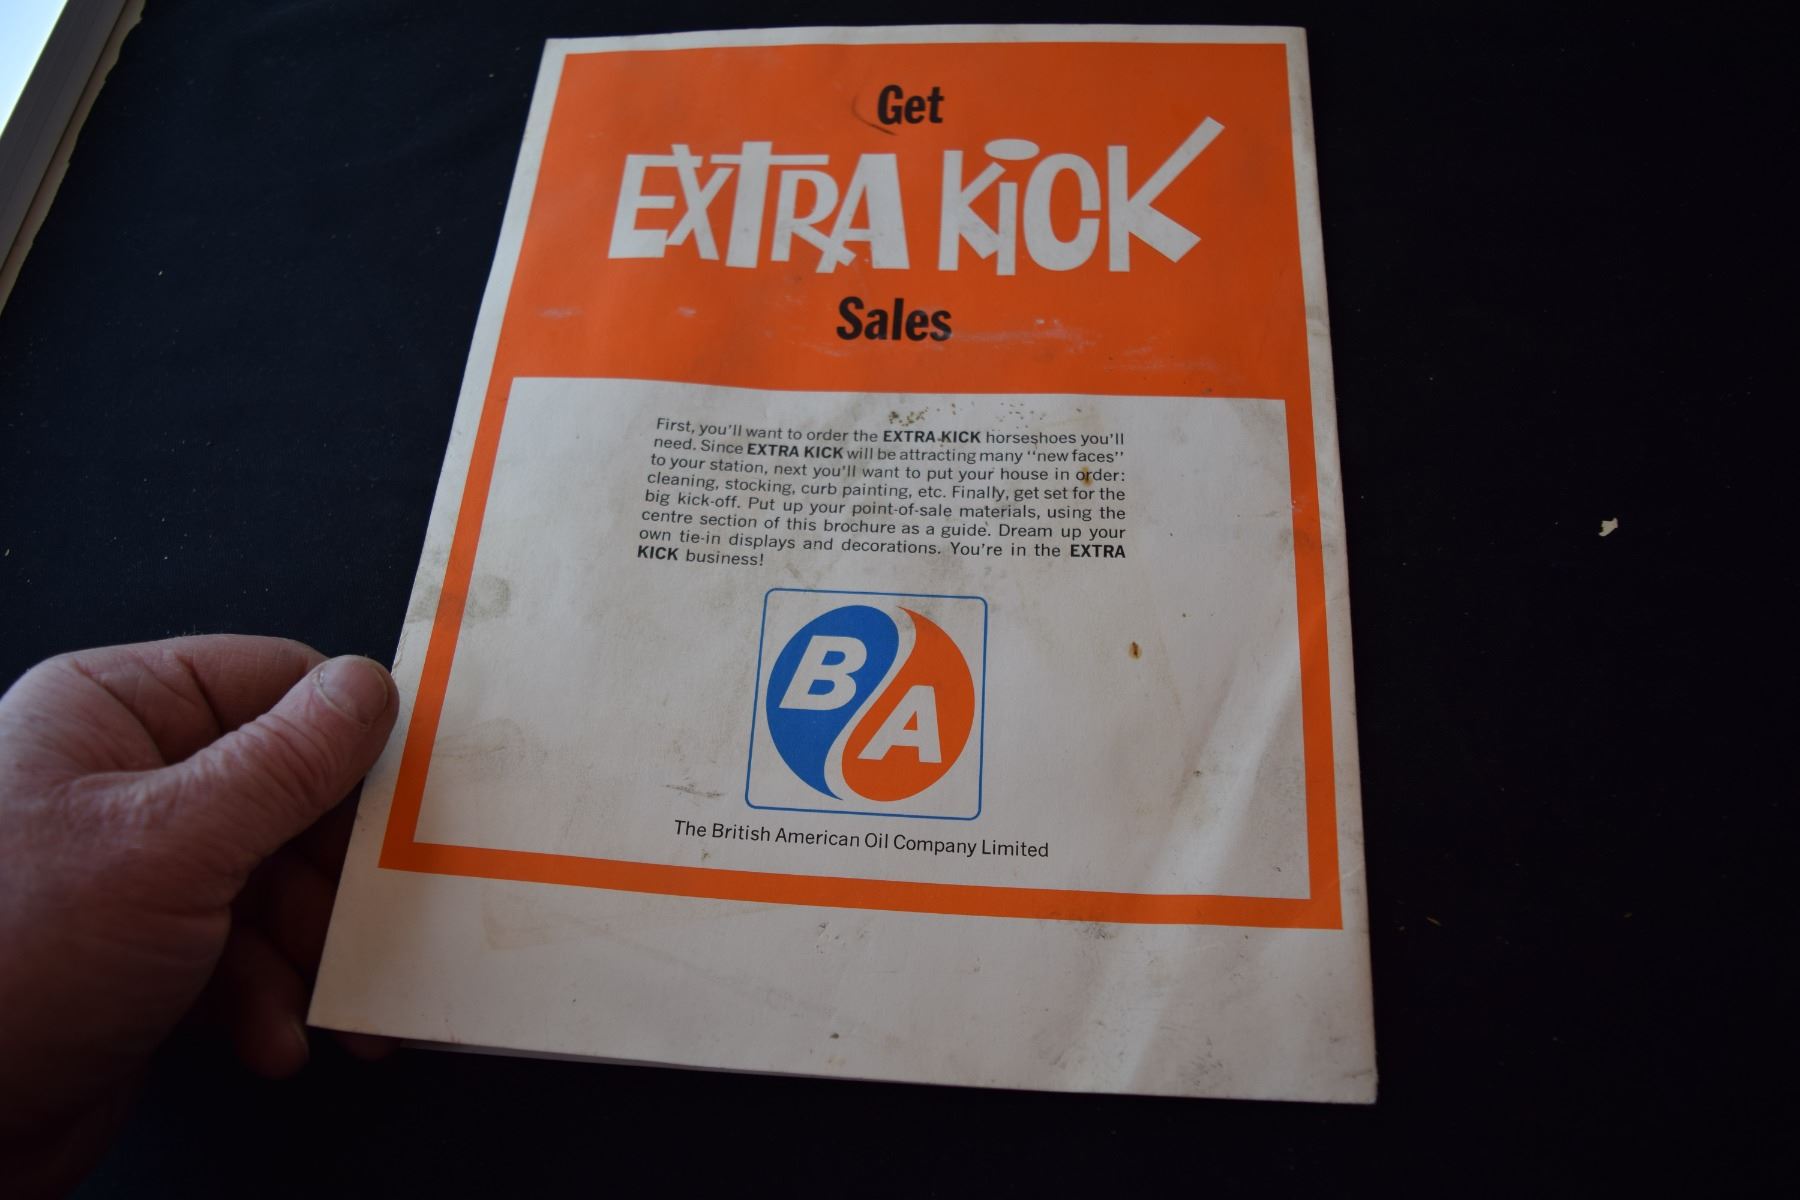 Get
EXTRA KiCK
Sales
First, you'll want to order the EXTRA KICK horseshoes you'll
need. Since EXTRA KICK will be attracting many "new faces"
to your station, next you'll want to put your house in order:
cleaning, stocking, curb painting, etc. Finally, get set for the
big kick-off. Put up your point-of-sale materials, using the
centre section of this brochure as a guide. Dream up your
own tie-in displays and decorations. You're in the EXTRA
KICK business!
BA
The British American Oil Company Limited